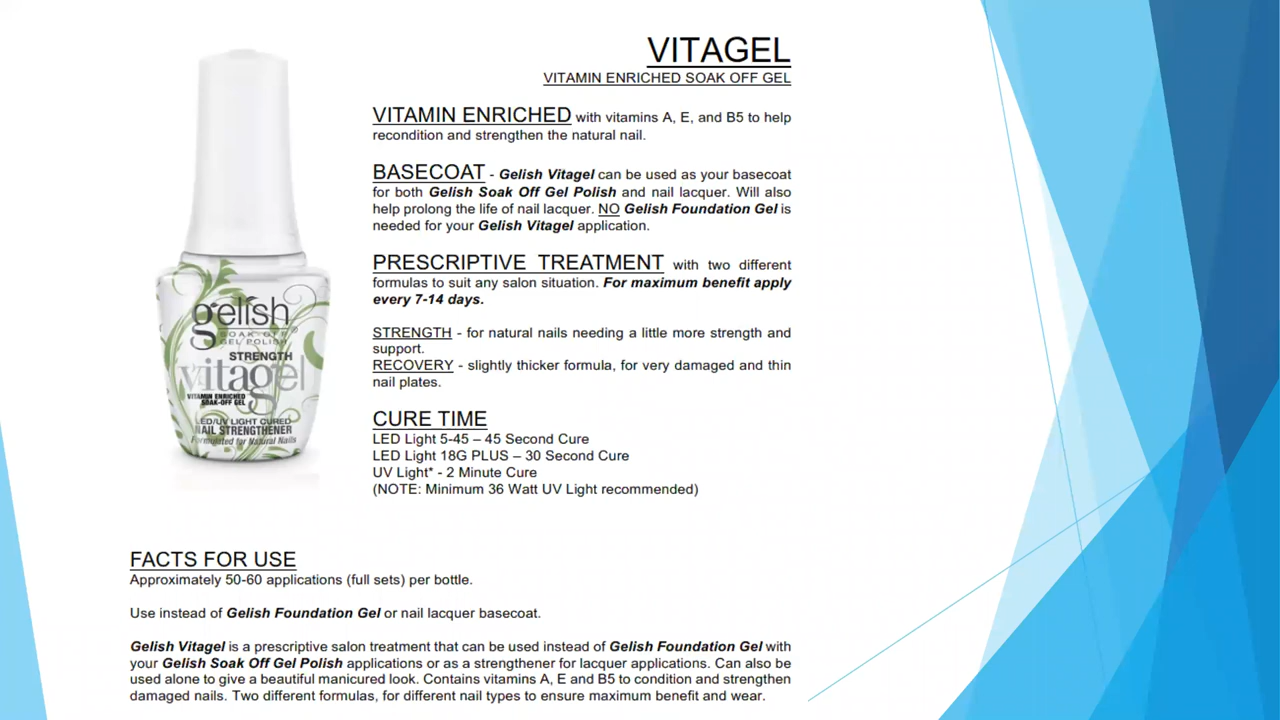 VITAGEL
VITAMIN ENRICHED SOAK OFF GEL
VITAMIN ENRICHED with vitamins A, E, and B5 to help
recondition and strengthen the natural nail.
BASECOAT - Gelish Vitagel can be used as your basecoat
for both Gelish Soak Off Gel Polish and nail lacquer. Will also
help prolong the life of nail lacquer. NO Gelish Foundation Gel is
needed for your Gelish Vitagel application.
PRESCRIPTIVE TREATMENT with two different
formulas to suit any salon situation. For maximum benefit apply
every 7-14 days.
STRENGTH - for natural nails needing a little more strength and
support.
RECOVERY - slightly thicker formula, for very damaged and thin
nail plates.
CURE TIME
LED Light 5-45 – 45 Second Cure
LED Light 18G PLUS – 30 Second Cure
UV Light* - 2 Minute Cure
(NOTE: Minimum 36 Watt UV Light recommended)
gelish®
SOAK-OFF
GEL POLISH
STRENGTH
vitagel
VITAMIN ENRICHED
SOAK-OFF GEL
LED/UV LIGHT CURED
NAIL STRENGTHENER
Formulated for Natural Nails
FACTS FOR USE
Approximately 50-60 applications (full sets) per bottle.
Use instead of Gelish Foundation Gel or nail lacquer basecoat.
Gelish Vitagel is a prescriptive salon treatment that can be used instead of Gelish Foundation Gel with
your Gelish Soak Off Gel Polish applications or as a strengthener for lacquer applications. Can also be
used alone to give a beautiful manicured look. Contains vitamins A, E and B5 to condition and strengthen
damaged nails. Two different formulas, for different nail types to ensure maximum benefit and wear.